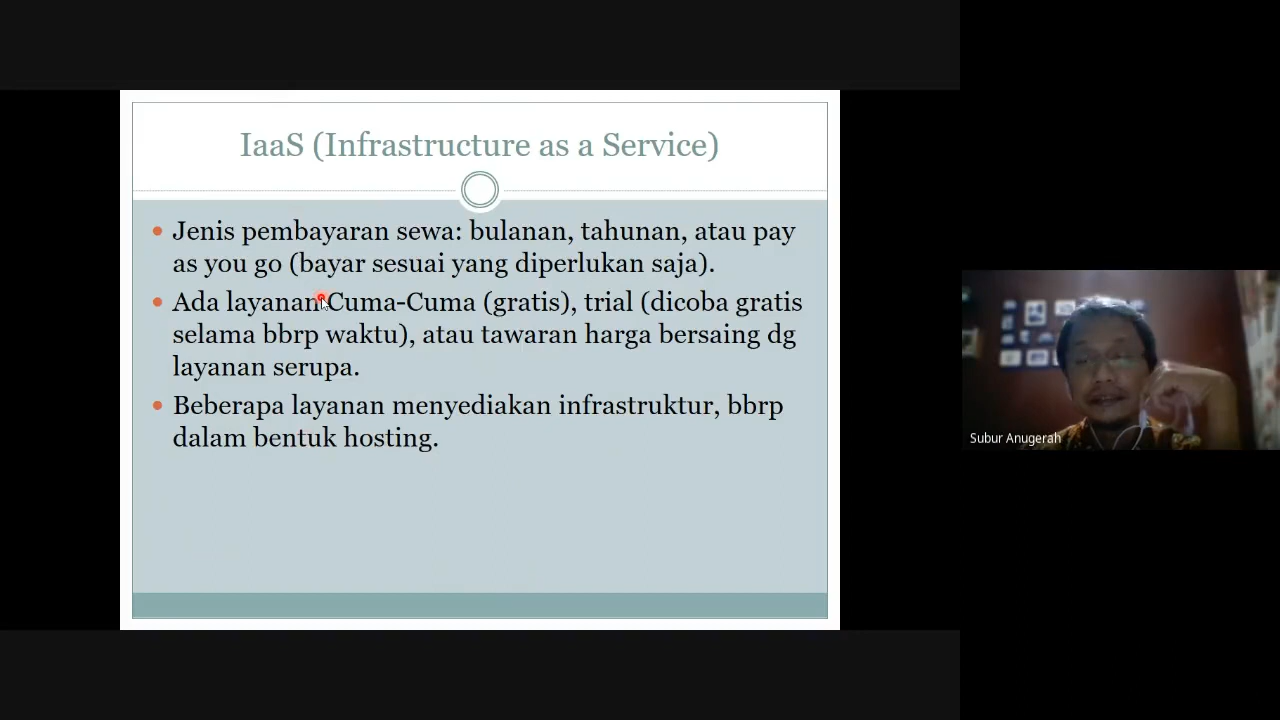 IaaS (Infrastructure as a Service)
Jenis pembayaran sewa: bulanan, tahunan, atau pay
as you go (bayar sesuai yang diperlukan saja).
Ada layanan Cuma-Cuma (gratis), trial (dicoba gratis
selama bbrp waktu), atau tawaran harga bersaing dg
layanan serupa.
Beberapa layanan menyediakan infrastruktur, bbrp
dalam bentuk hosting.
Subur Anugerah